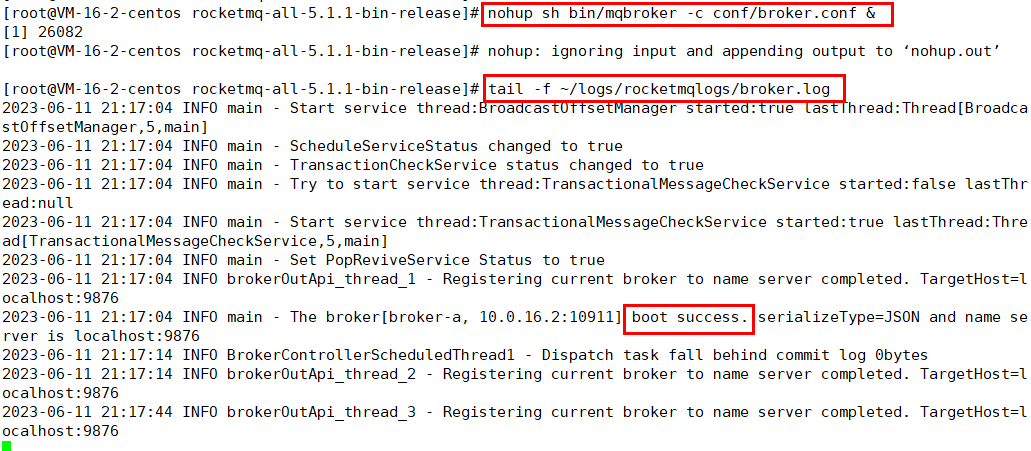 [root@VM-16-2-centos rocketmq-all-5.1.1-bin-release]# nohup sh bin/mqbroker -c conf/broker.conf &
[1] 26082
[root@VM-16-2-centos rocketmq-all-5.1.1-bin-release]# nohup: ignoring input and appending output to ‘nohup.out’
[root@VM-16-2-centos rocketmq-all-5.1.1-bin-release]# tail -f ~/logs/rocketmqlogs/broker.log
2023-06-11 21:17:04 INFO main - Start service thread:BroadcastOffsetManager started:true lastThread:Thread[Broadca
stOffsetManager,5,main]
2023-06-11 21:17:04 INFO main - ScheduleServiceStatus changed to true
2023-06-11 21:17:04 INFO main - TransactionCheckService status changed to true
2023-06-11 21:17:04 INFO main - Try to start service thread:TransactionalMessageCheckService started:false lastThr
ead:null
2023-06-11 21:17:04 INFO main - Start service thread:TransactionalMessageCheckService started:true lastThread:Thre
ad[TransactionalMessageCheckService,5,main]
2023-06-11 21:17:04 INFO main - Set PopReviveService Status to true
2023-06-11 21:17:04 INFO brokerOutApi_thread_1 - Registering current broker to name server completed. TargetHost=l
ocalhost:9876
2023-06-11 21:17:04 INFO main - The broker[broker-a, 10.0.16.2:10911] boot success. serializeType=JSON and name se
rver is localhost:9876
2023-06-11 21:17:14 INFO BrokerControllerScheduledThread1 - Dispatch task fall behind commit log 0bytes
2023-06-11 21:17:14 INFO brokerOutApi_thread_2 - Registering current broker to name server completed. TargetHost=l
ocalhost:9876
2023-06-11 21:17:44 INFO brokerOutApi_thread_3 - Registering current broker to name server completed. TargetHost=l
ocalhost:9876